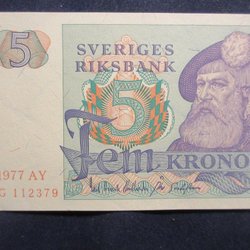 5
SVERIGES
RIKSBANK
5
Fem KRONO
1977 AY
G 112379